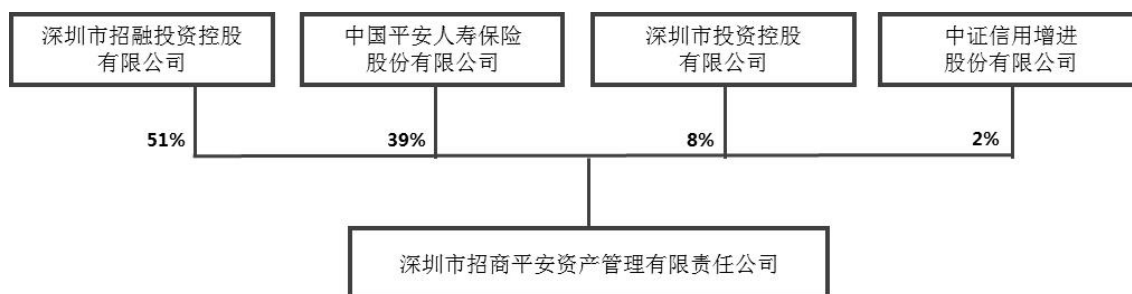 深圳市招融投资控股
有限公司
中国平安人寿保险
股份有限公司
深圳市投资控股
有限公司
中证信用增进
股份有限公司
51%
39%
8%
2%
深圳市招商平安资产管理有限责任公司